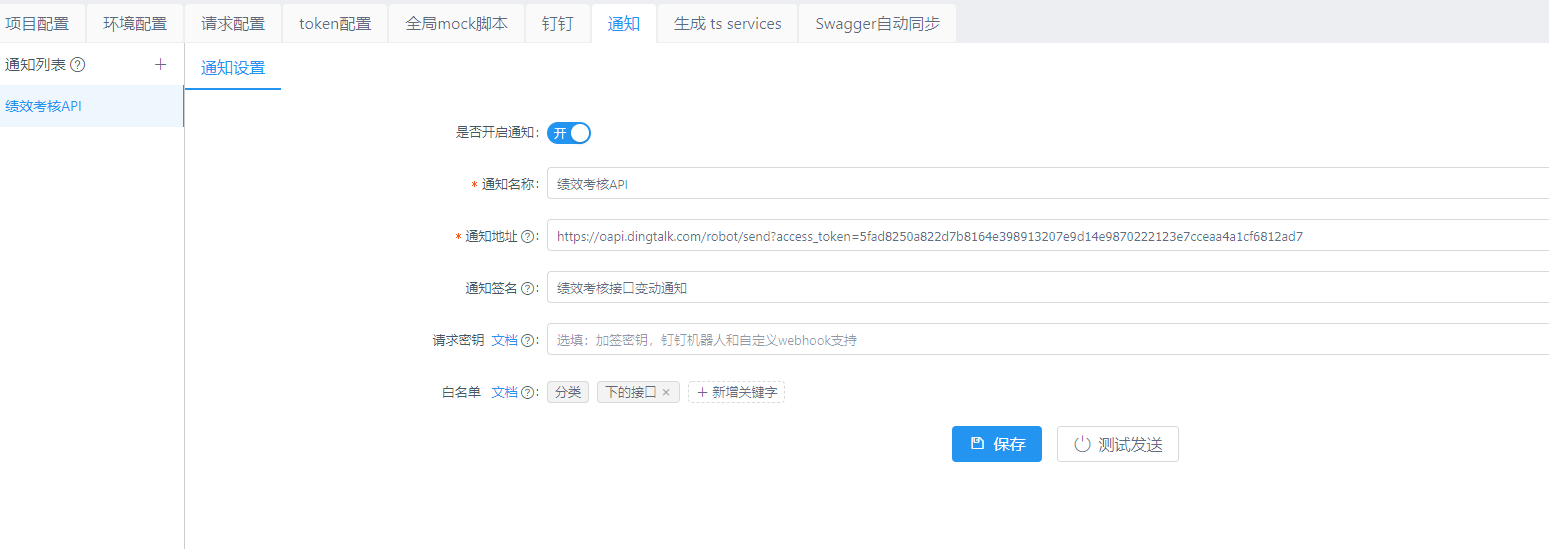 项目配置 环境配置 请求配置 token配置 全局mock脚本 钉钉 通知 生成 ts services Swagger自动同步
通知列表 ? +
通知设置
绩效考核API
是否开启通知: 开
* 通知名称: 绩效考核API
* 通知地址 ?: https://oapi.dingtalk.com/robot/send?access_token=5fad8250a822d7b8164e398913207e9d14e9870222123e7cceaa4a1cf6812ad7
通知签名 ?: 绩效考核接口变动通知
请求密钥 文档 ?: 选填：加签密钥，钉钉机器人和自定义webhook支持
白名单 文档 ?: 分类 下的接口 × + 新增关键字
保存 测试发送